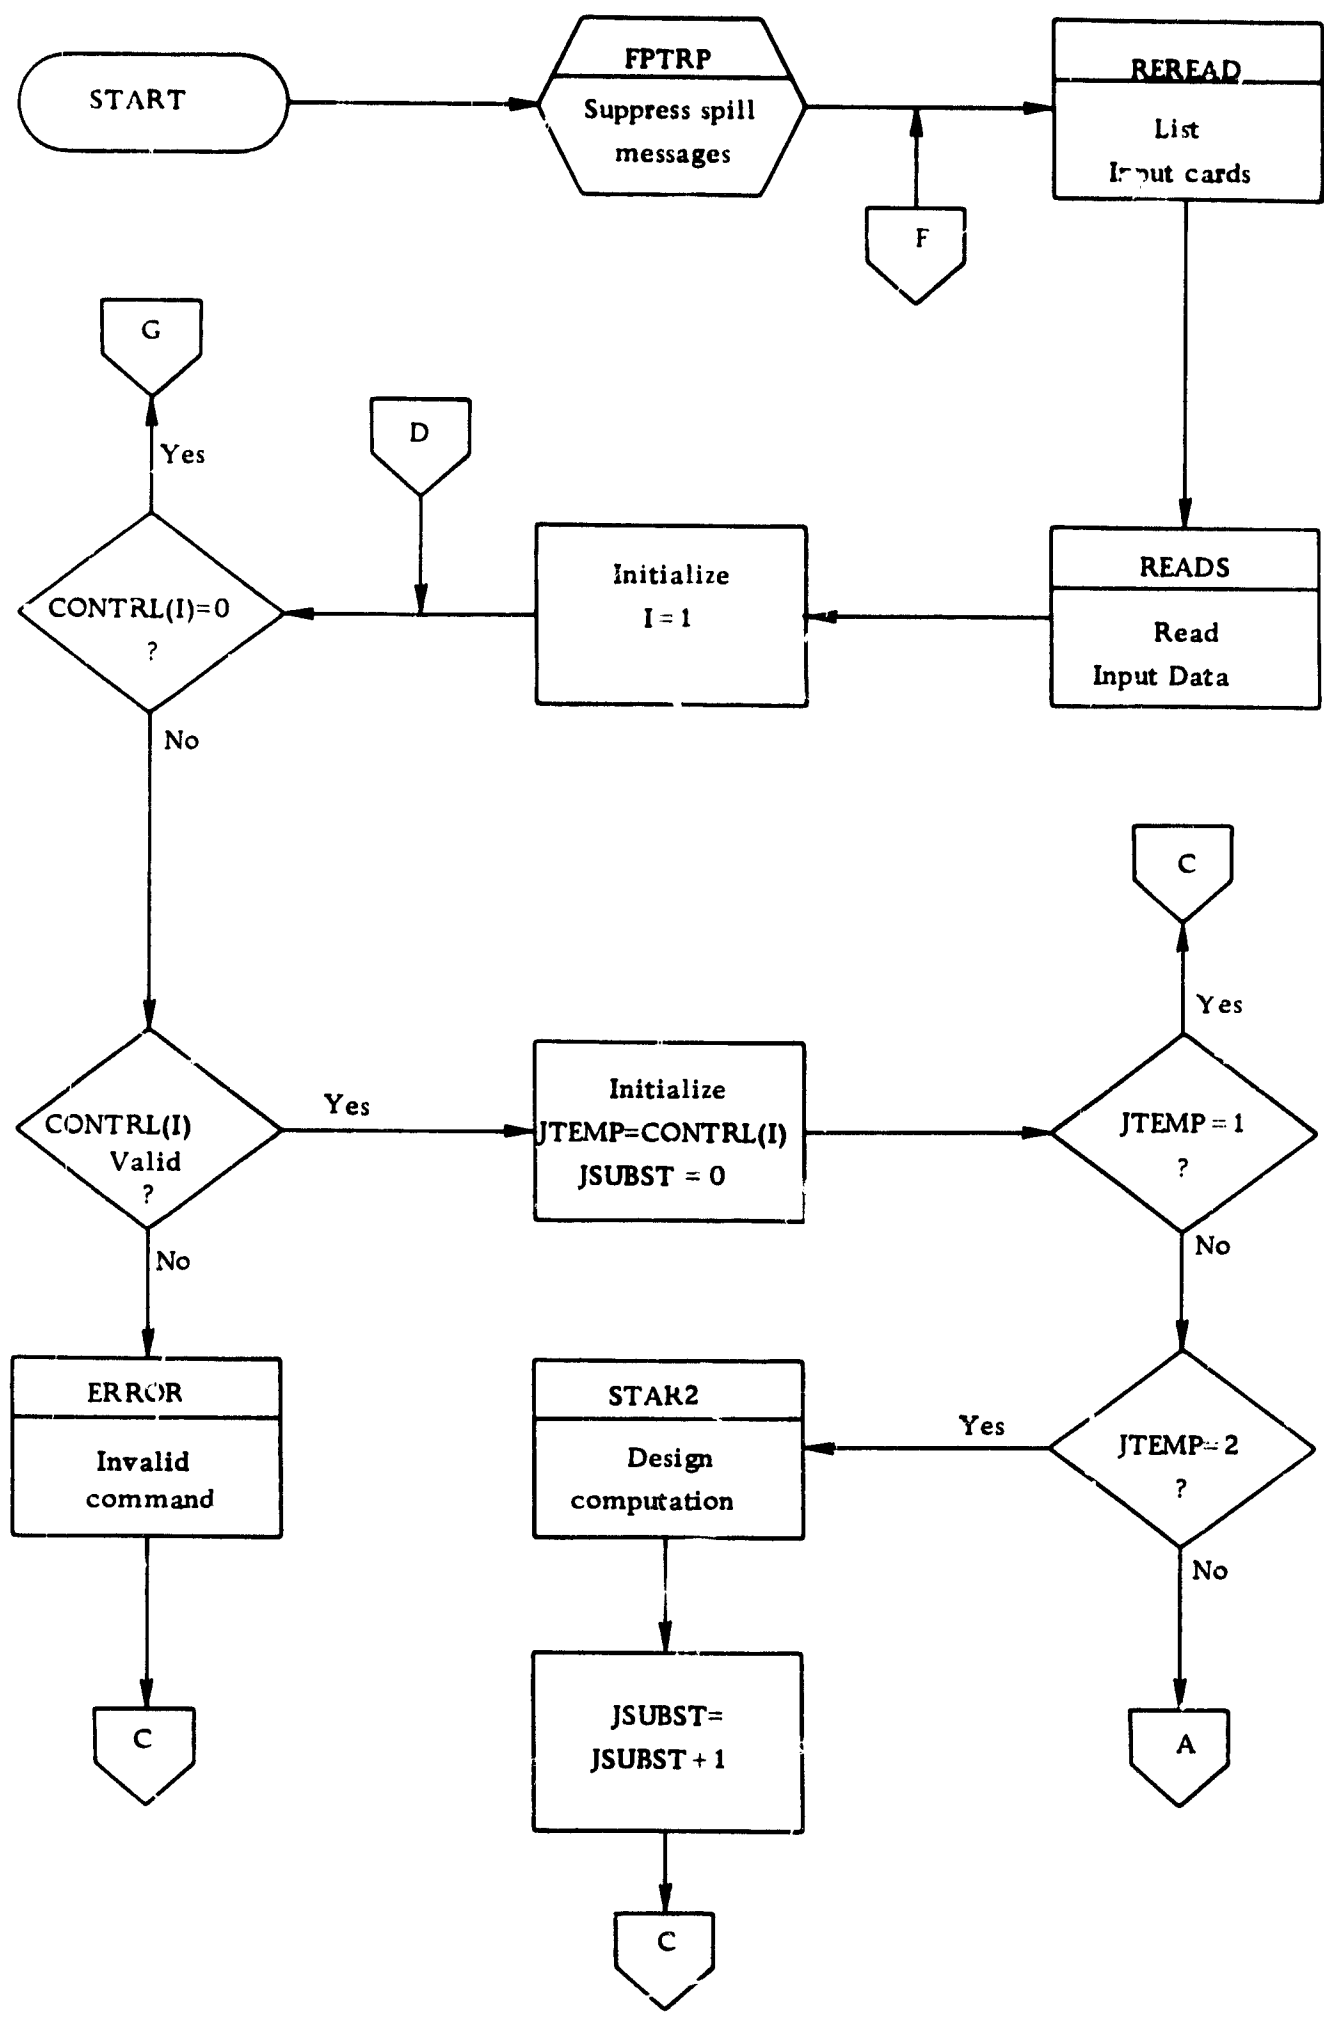 START
FPTRP
Suppress spill
messages
REREAD
List
Input cards
F
G
Yes
D
CONTRL(I)=0
?
No
Initialize
I = 1
READS
Read
Input Data
C
Yes
CONTRL(I)
Valid
?
Yes
No
Initialize
JTEMP=CONTRL(I)
JSUBST = 0
JTEMP = 1
?
No
ERROR
Invalid
command
C
STAR2
Design
computation
Yes
JTEMP=2
?
No
JSUBST=
JSUBST + 1
A
C